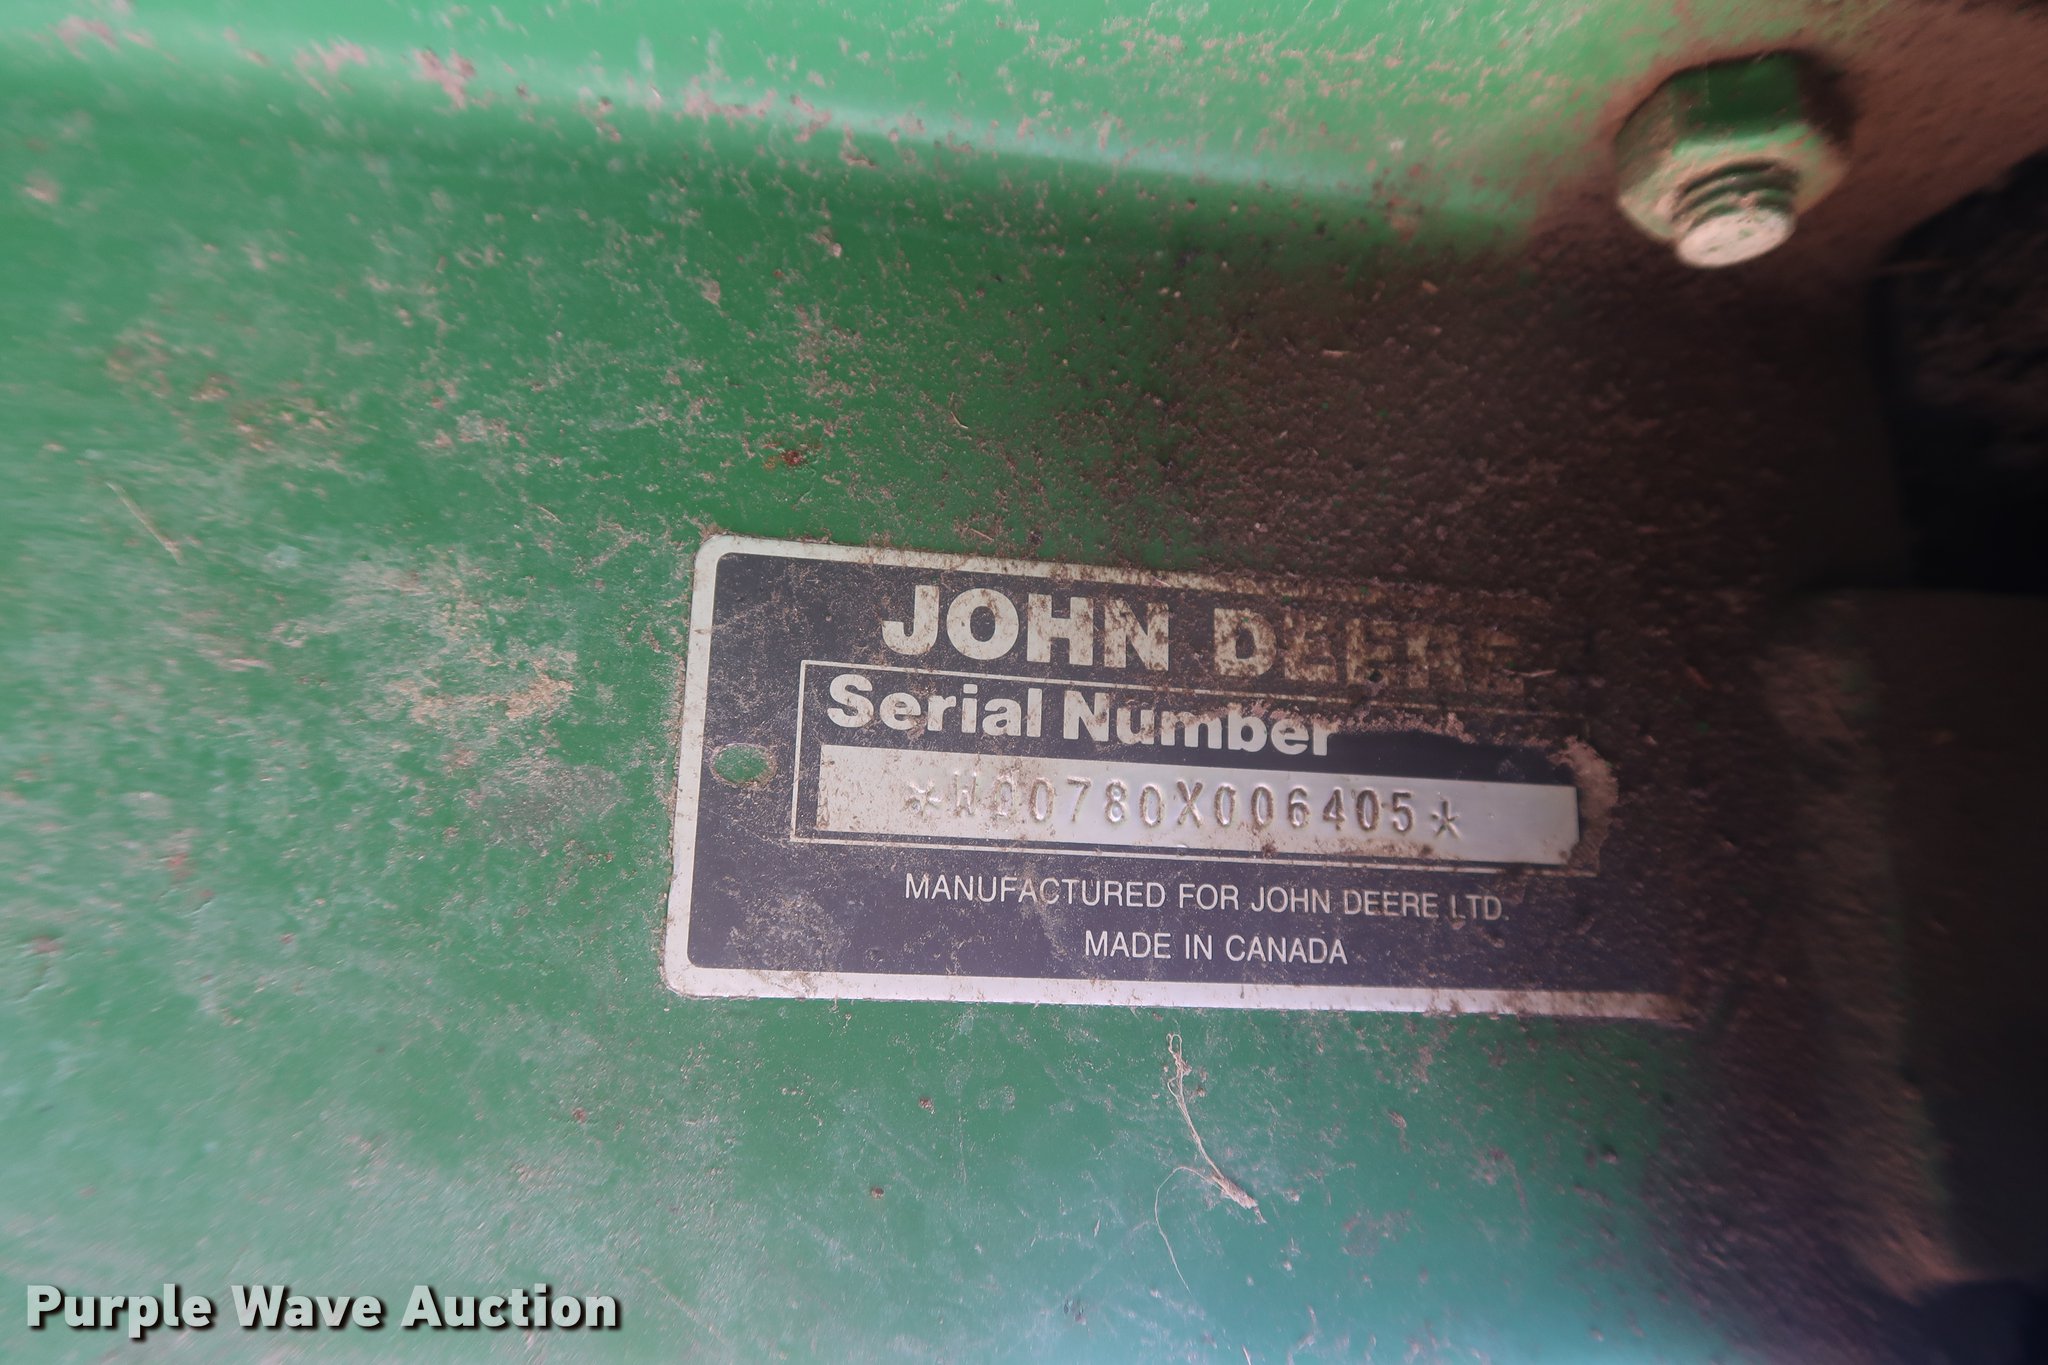 JOHN DEERE
Serial Number
*W00780X006405*
MANUFACTURED FOR JOHN DEERE LTD.
MADE IN CANADA
Purple Wave Auction